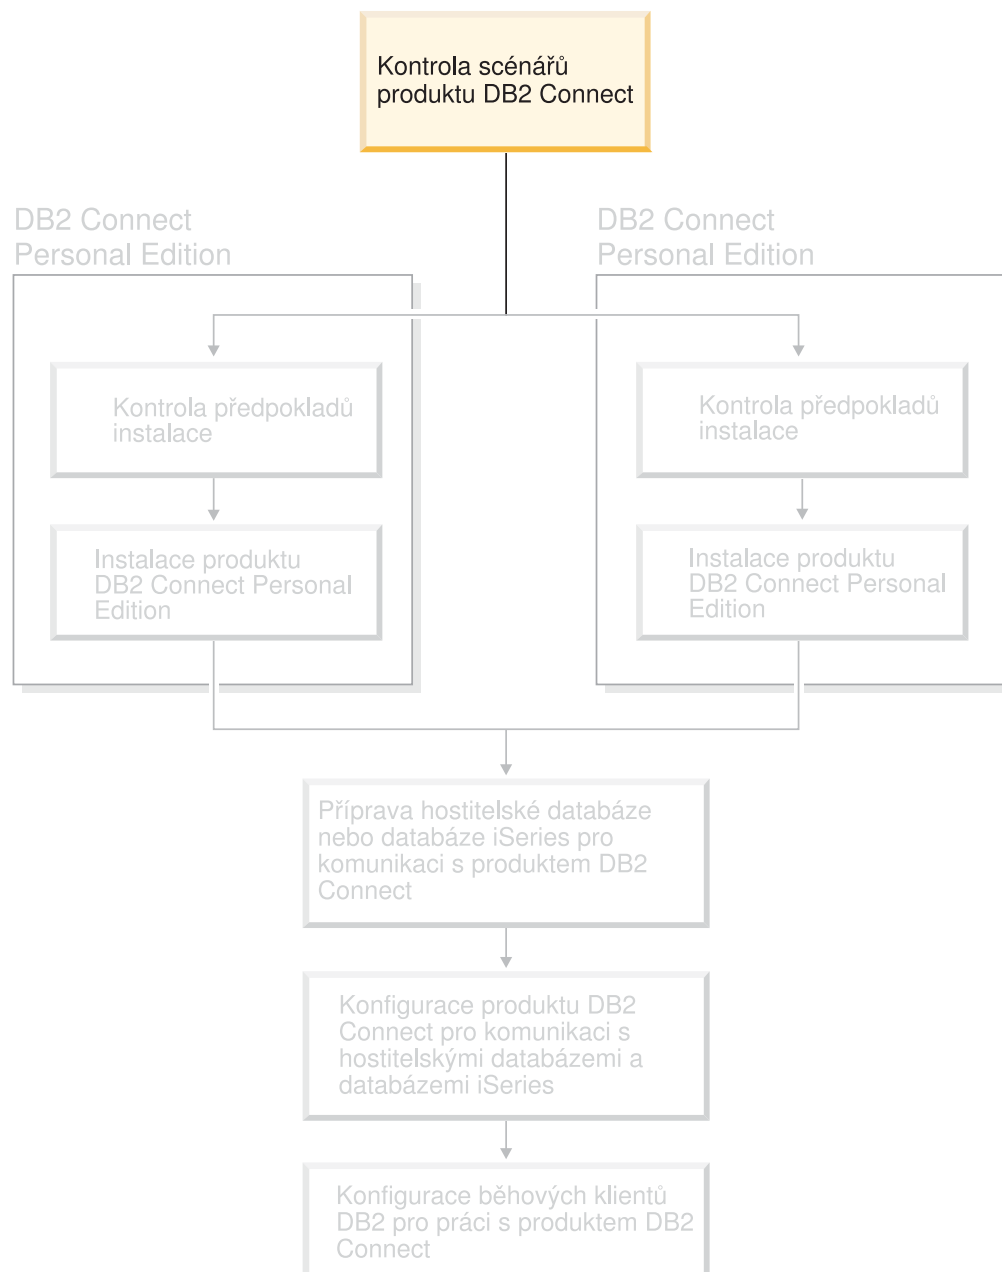 Kontrola scénářů
produktu DB2 Connect
DB2 Connect
Personal Edition
Kontrola předpokladů
instalace
Instalace produktu
DB2 Connect Personal
Edition
DB2 Connect
Personal Edition
Kontrola předpokladů
instalace
Instalace produktu
DB2 Connect Personal
Edition
Příprava hostitelské databáze
nebo databáze iSeries pro
komunikaci s produktem DB2
Connect
Konfigurace produktu DB2
Connect pro komunikaci s
hostitelskými databázemi a
databázemi iSeries
Konfigurace běhových klientů
DB2 pro práci s produktem DB2
Connect